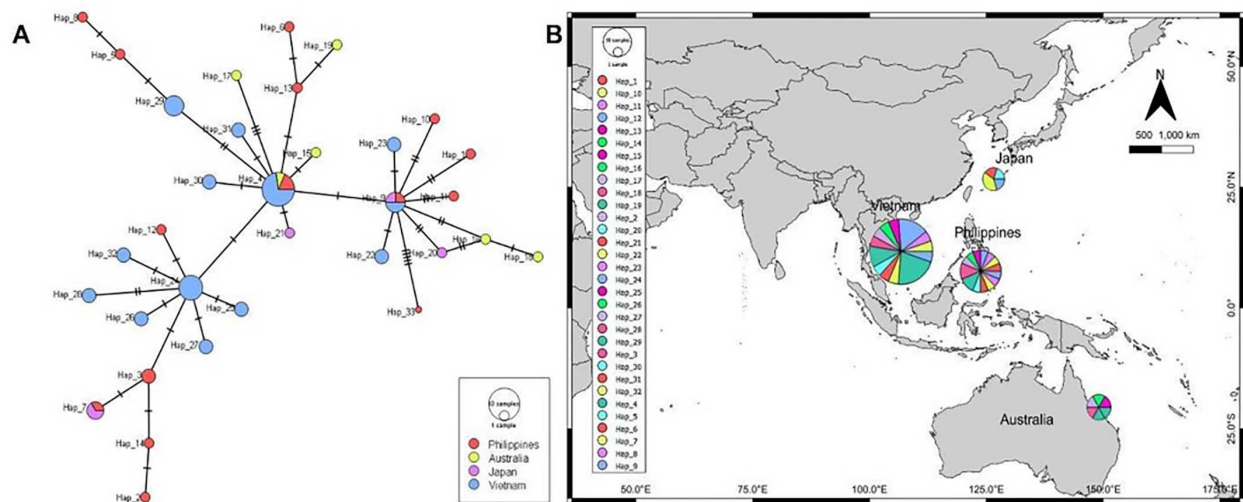 A
Hap_8
Hap_9
Hap_29
Hap_17
Hap_31
Hap_30
Hap_4
Hap_15
Hap_21
Hap_6
Hap_19
Hap_13
Hap_10
Hap_23
Hap_1
Hap_11
Hap_22
Hap_20
Hap_18
Hap_33
Hap_12
Hap_32
Hap_28
Hap_26
Hap_25
Hap_27
Hap_3
Hap_7
Hap_14
Hap_2
10 samples
1 sample
Philippines
Australia
Japan
Vietnam
B
1 sample
Hap_1
Hap_10
Hap_11
Hap_12
Hap_13
Hap_14
Hap_15
Hap_16
Hap_17
Hap_18
Hap_19
Hap_2
Hap_20
Hap_21
Hap_22
Hap_23
Hap_24
Hap_25
Hap_26
Hap_27
Hap_28
Hap_29
Hap_3
Hap_30
Hap_31
Hap_32
Hap_4
Hap_5
Hap_6
Hap_7
Hap_8
Hap_9
N
500 1,000 km
Japan
Vietnam
Philippines
Australia
50.0°N
25.0°N
0.0°
25.0°S
50.0°E
75.0°E
100.0°E
125.0°E
150.0°E
175.0°E